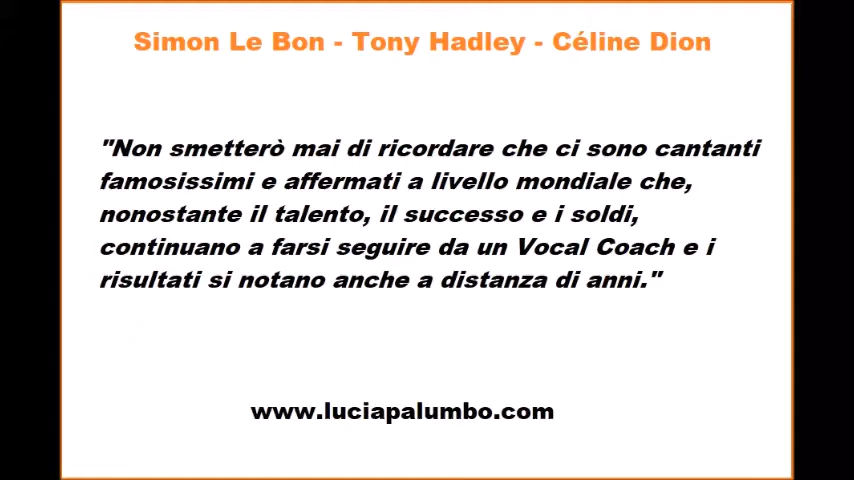 Simon Le Bon - Tony Hadley - Céline Dion
"Non smetterò mai di ricordare che ci sono cantanti
famosissimi e affermati a livello mondiale che,
nonostante il talento, il successo e i soldi,
continuano a farsi seguire da un Vocal Coach e i
risultati si notano anche a distanza di anni."
www.luciapalumbo.com